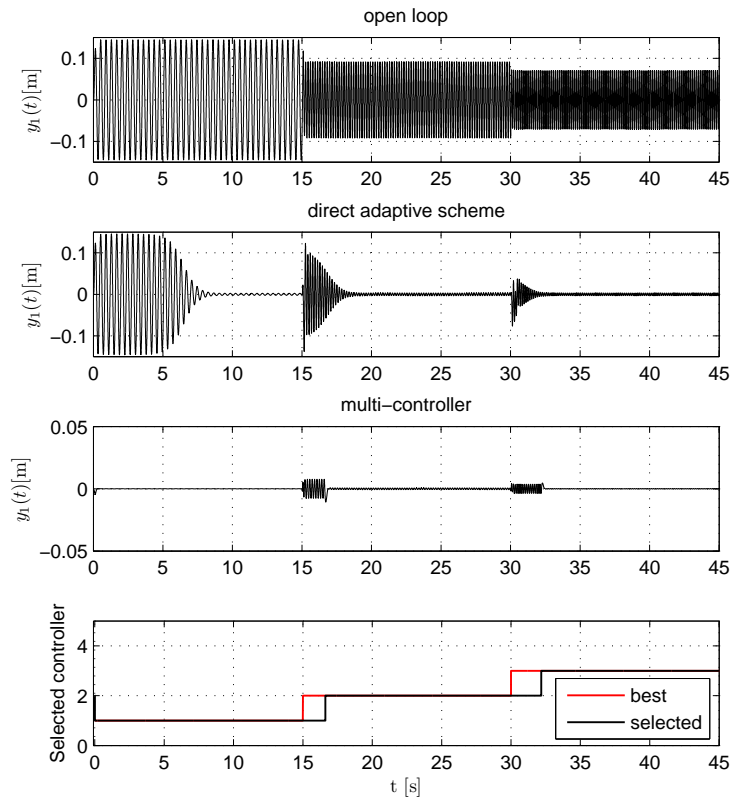 open loop
y₁(t)[m]
0.1
0
−0.1
0 5 10 15 20 25 30 35 40 45
direct adaptive scheme
y₁(t)[m]
0.1
0
−0.1
0 5 10 15 20 25 30 35 40 45
multi−controller
y₁(t)[m]
0.05
0
−0.05
0 5 10 15 20 25 30 35 40 45
Selected controller
4
2
0
0 5 10 15 20 25 30 35 40 45
best
selected
t [s]